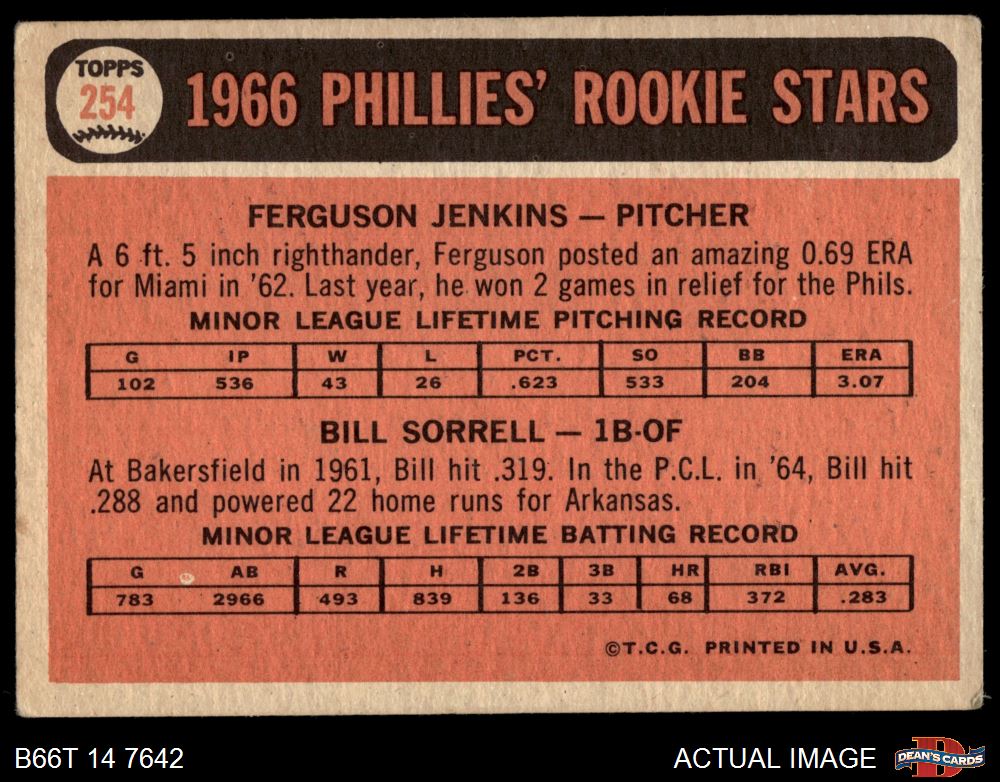 TOPPS
254
1966 PHILLIES' ROOKIE STARS
FERGUSON JENKINS — PITCHER
A 6 ft. 5 inch righthander, Ferguson posted an amazing 0.69 ERA
for Miami in '62. Last year, he won 2 games in relief for the Phils.
MINOR LEAGUE LIFETIME PITCHING RECORD
G IP W L PCT. SO BB ERA
102 536 43 26 .623 533 204 3.07
BILL SORRELL — 1B-OF
At Bakersfield in 1961, Bill hit .319. In the P.C.L. in '64, Bill hit
.288 and powered 22 home runs for Arkansas.
MINOR LEAGUE LIFETIME BATTING RECORD
G AB R H 2B 3B HR RBI AVG.
783 2966 493 839 136 33 68 372 .283
©T.C.G. PRINTED IN U.S.A.
B66T 14 7642
ACTUAL IMAGE
D
DEAN'S CARDS